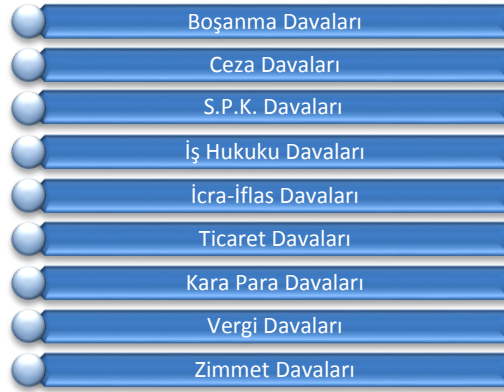 Boşanma Davaları
Ceza Davaları
S.P.K. Davaları
İş Hukuku Davaları
İcra-İflas Davaları
Ticaret Davaları
Kara Para Davaları
Vergi Davaları
Zimmet Davaları